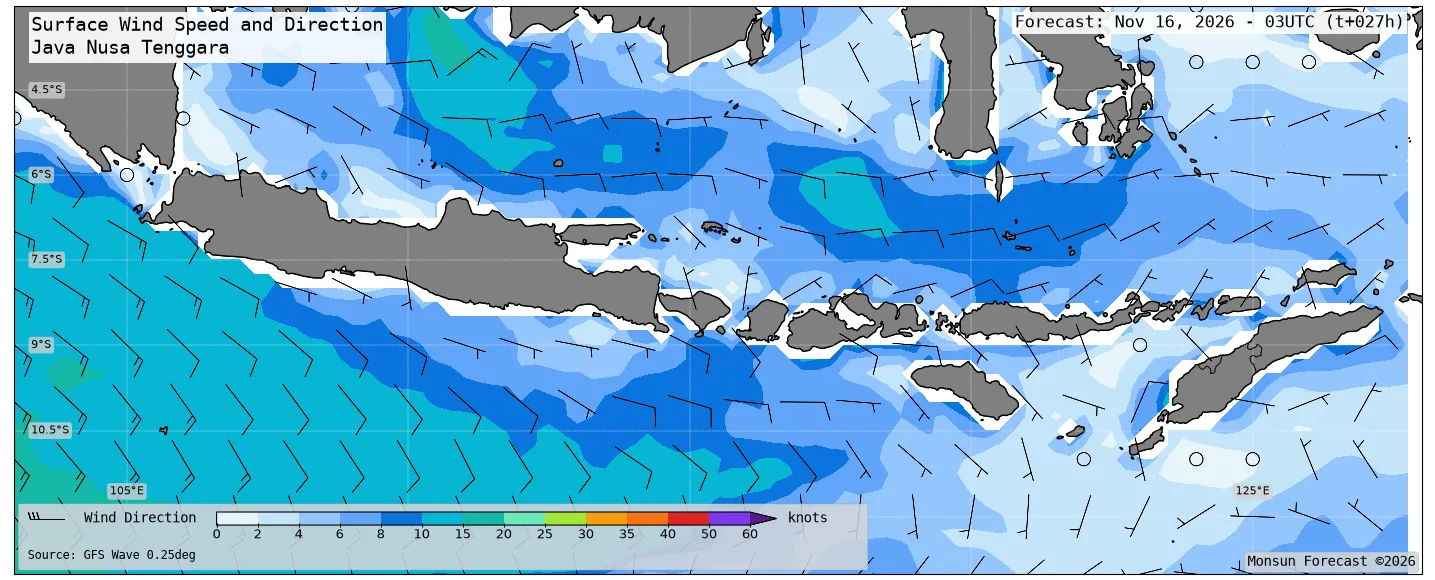 Surface Wind Speed and Direction
Java Nusa Tenggara
Forecast: Nov 16, 2026 - 03UTC (t+027h)
4.5°S
6°S
7.5°S
9°S
10.5°S
105°E
125°E
Wind Direction
0 2 4 6 8 10 15 20 25 30 35 40 50 60
knots
Source: GFS Wave 0.25deg
Monsun Forecast ©2026